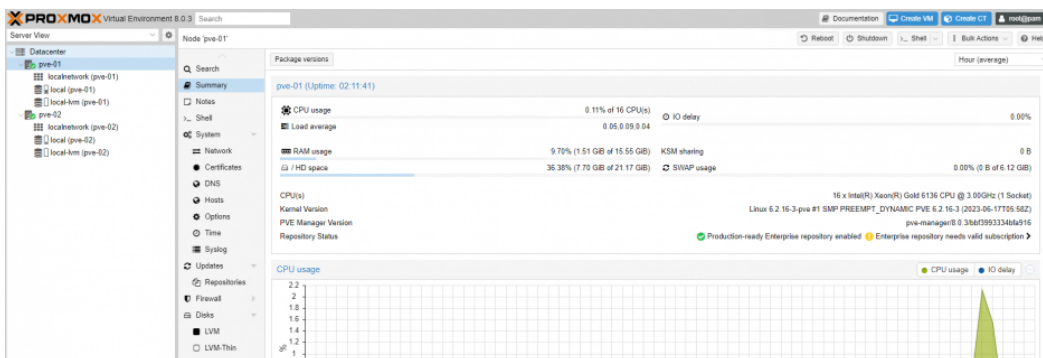 PROXMOX Virtual Environment 8.0.3 Search
Documentation Create VM Create CT root@pam
Server View
Node 'pve-01'
Reboot Shutdown Shell Bulk Actions Help
Datacenter
pve-01
localnetwork (pve-01)
local (pve-01)
local-lvm (pve-01)
pve-02
localnetwork (pve-02)
local (pve-02)
local-lvm (pve-02)
Search
Summary
Notes
Shell
System
Network
Certificates
DNS
Hosts
Options
Time
Syslog
Updates
Repositories
Firewall
Disks
LVM
LVM-Thin
Package versions
Hour (average)
pve-01 (Uptime: 02:11:41)
CPU usage 0.11% of 16 CPU(s)
IO delay 0.00%
Load average 0.05,0.09,0.04
RAM usage 9.70% (1.51 GiB of 15.55 GiB)
KSM sharing 0 B
/ HD space 36.38% (7.70 GiB of 21.17 GiB)
SWAP usage 0.00% (0 B of 6.12 GiB)
CPU(s) 16 x Intel(R) Xeon(R) Gold 6136 CPU @ 3.00GHz (1 Socket)
Kernel Version Linux 6.2.16-3-pve #1 SMP PREEMPT_DYNAMIC PVE 6.2.16-3 (2023-06-17T05:58Z)
PVE Manager Version pve-manager/8.0.3/bbf3993334bfa916
Repository Status Production-ready Enterprise repository enabled Enterprise repository needs valid subscription
CPU usage
CPU usage IO delay
2.2
2
1.8
1.6
1.4
1.2
1
%